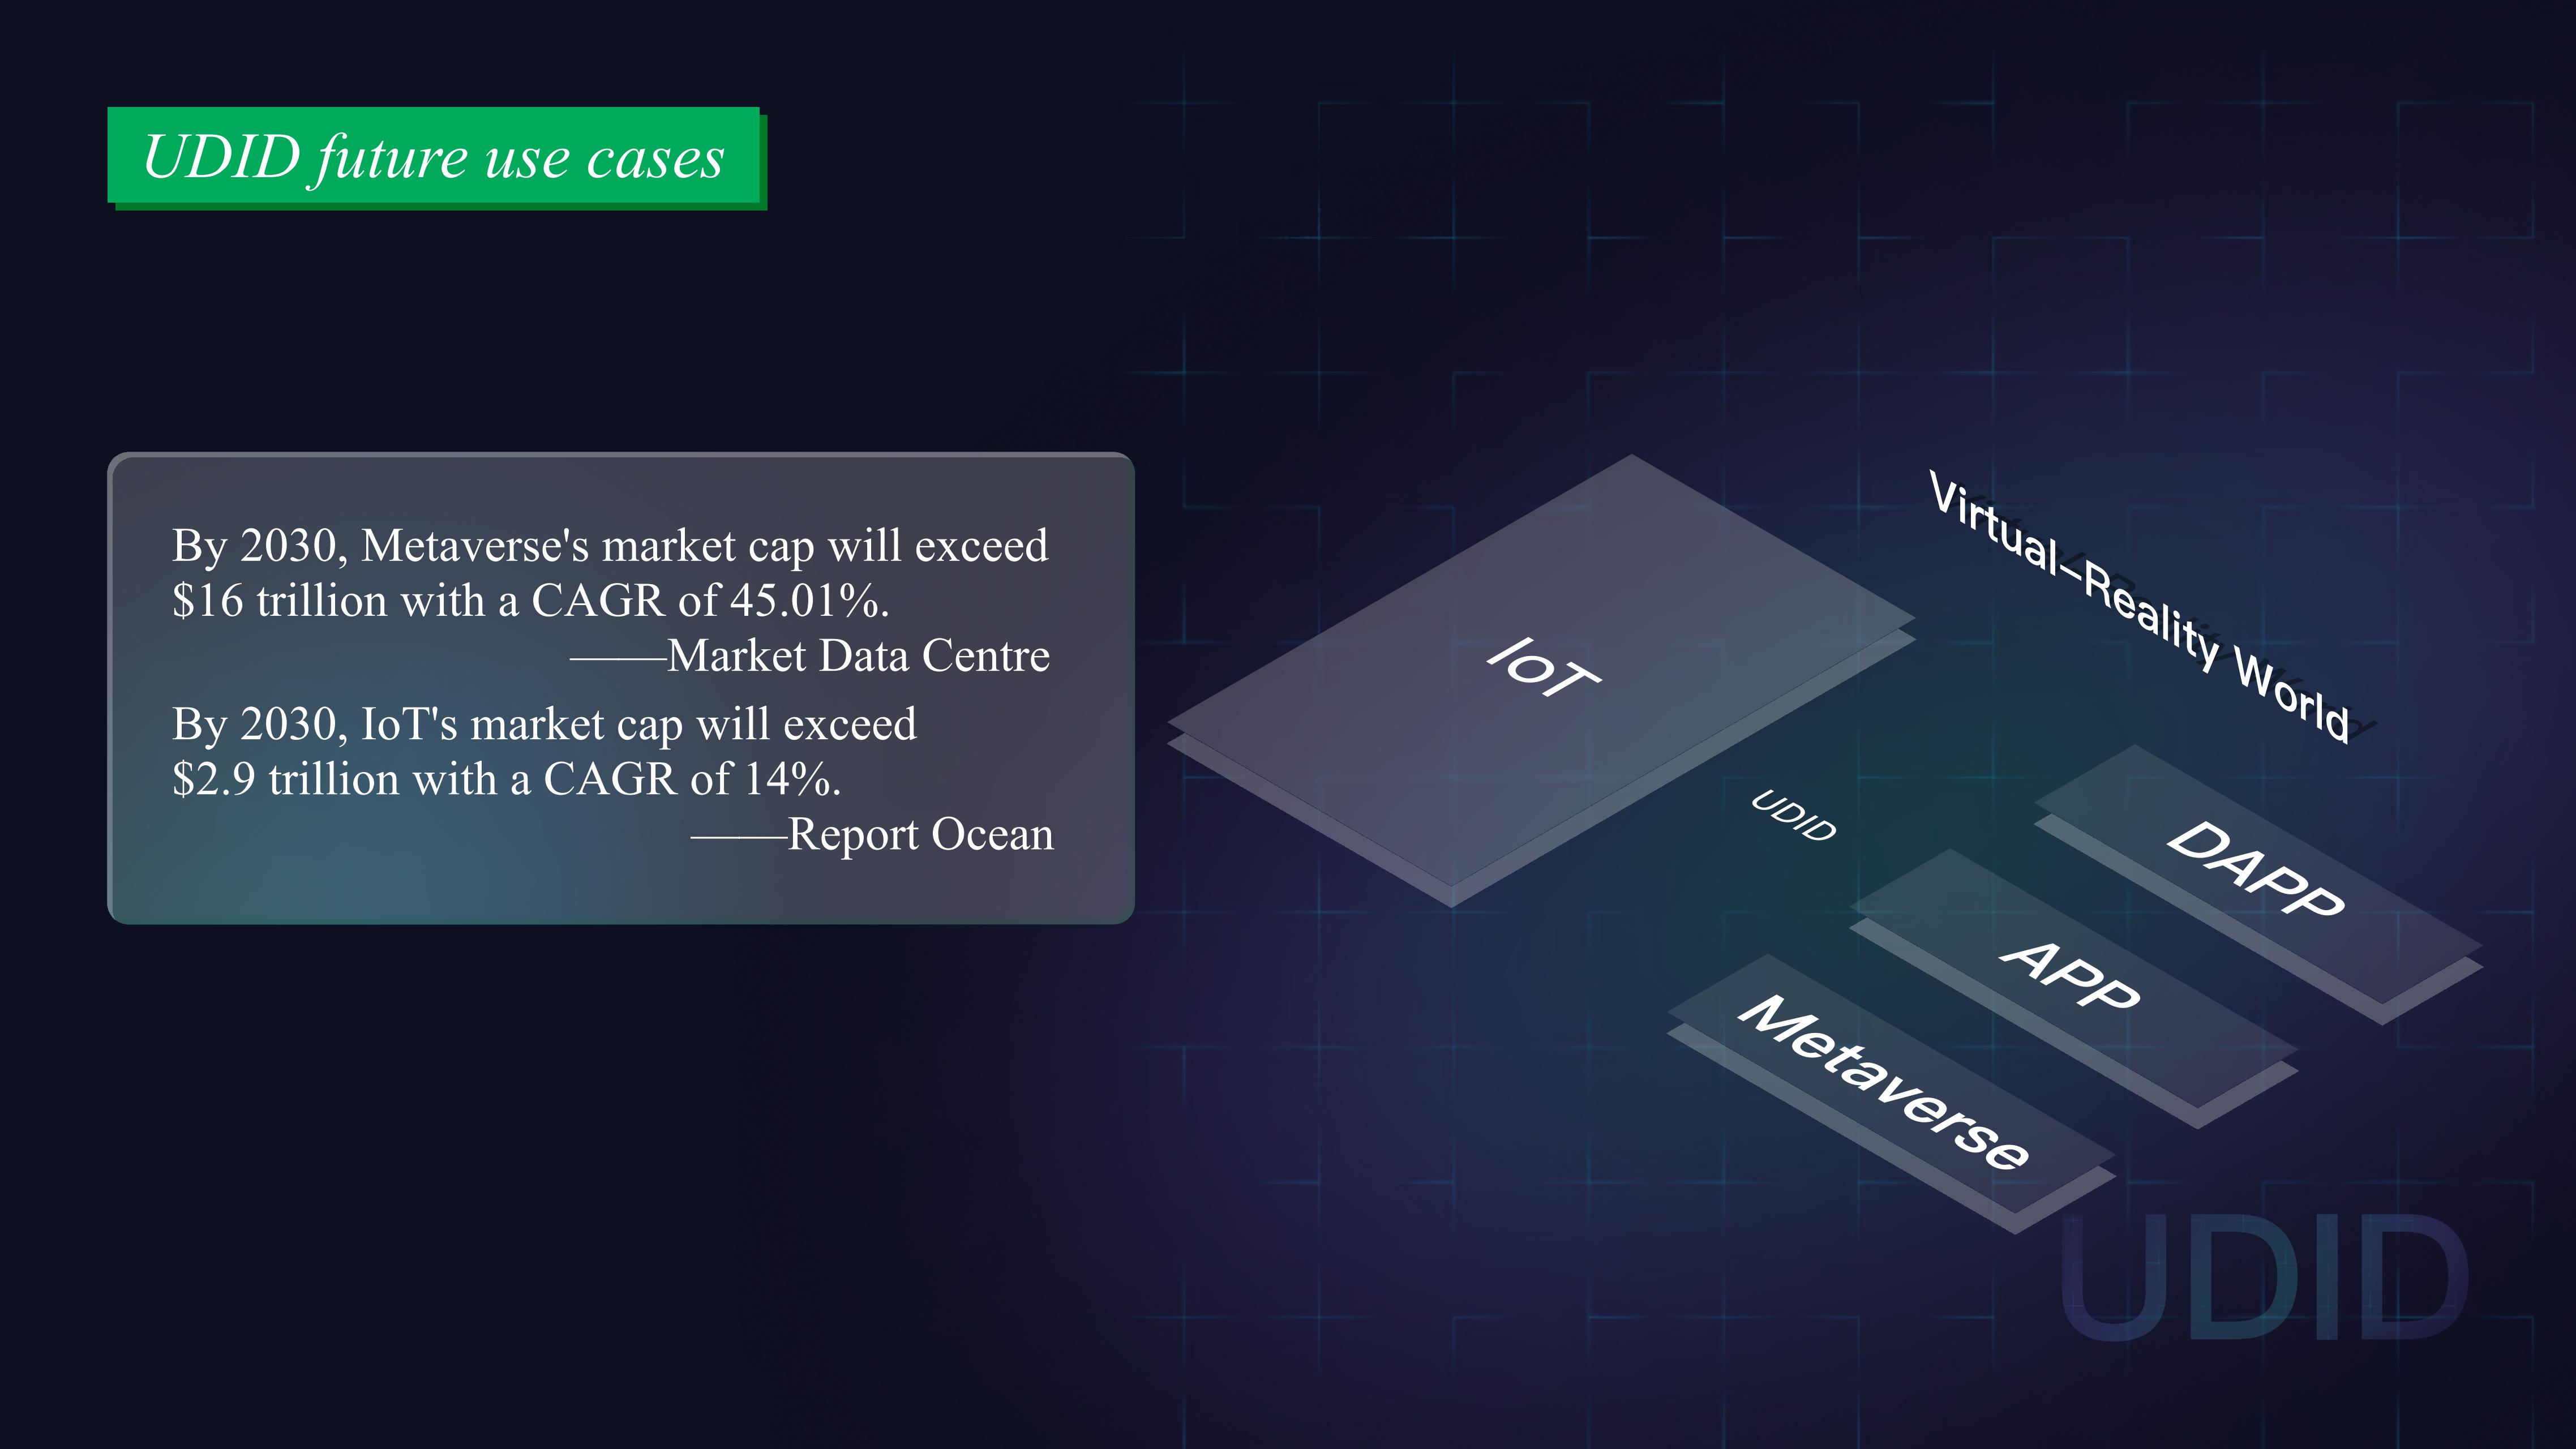 UDID future use cases
By 2030, Metaverse's market cap will exceed
$16 trillion with a CAGR of 45.01%.
——Market Data Centre
By 2030, IoT's market cap will exceed
$2.9 trillion with a CAGR of 14%.
——Report Ocean
Virtual–Reality World
IoT
UDID
DAPP
APP
Metaverse
UDID